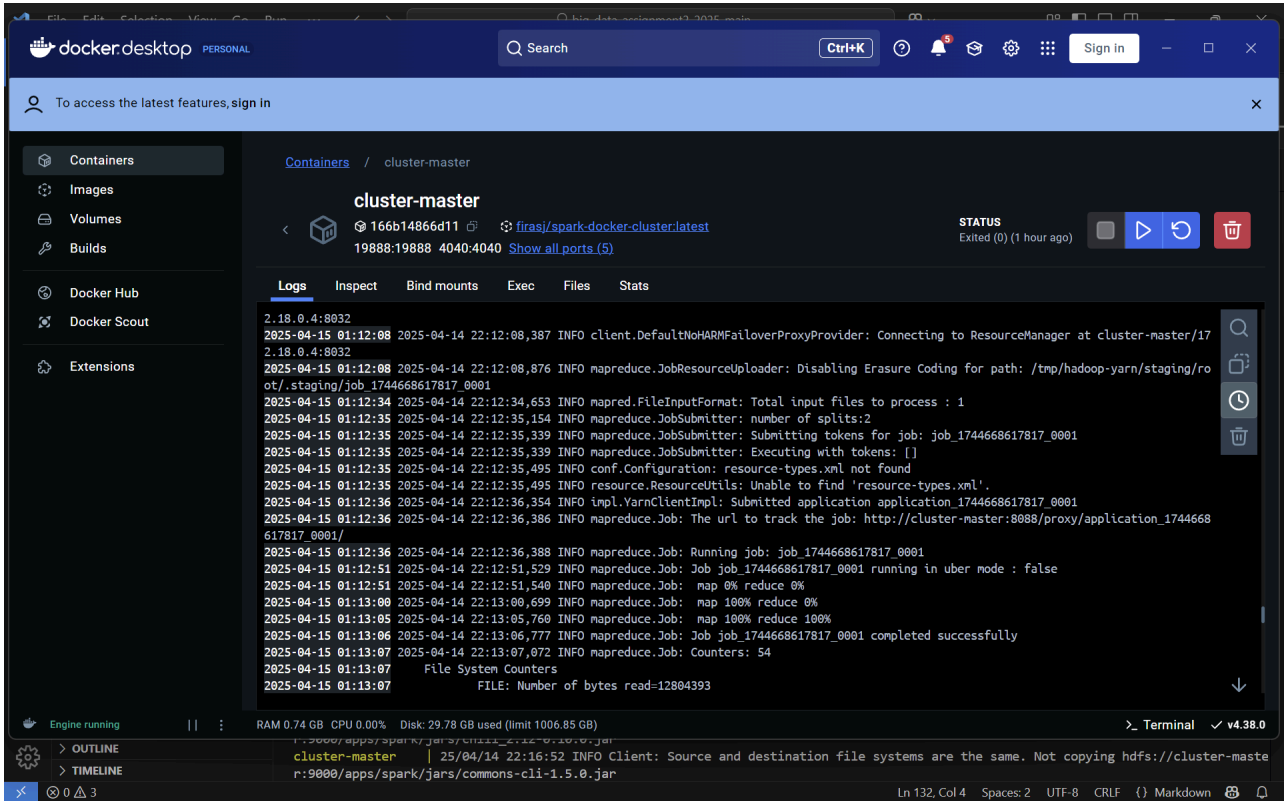 File Edit Selection View Go Run
big-data-assignment2-2025-main
docker desktop PERSONAL
Search
Ctrl+K
5
Sign in
To access the latest features, sign in
Containers
Images
Volumes
Builds
Docker Hub
Docker Scout
Extensions
Containers / cluster-master
cluster-master
166b14866d11
firasj/spark-docker-cluster:latest
19888:19888 4040:4040 Show all ports (5)
STATUS
Exited (0) (1 hour ago)
Logs Inspect Bind mounts Exec Files Stats
2.18.0.4:8032
2025-04-15 01:12:08 2025-04-14 22:12:08,387 INFO client.DefaultNoHARMFailoverProxyProvider: Connecting to ResourceManager at cluster-master/17
2.18.0.4:8032
2025-04-15 01:12:08 2025-04-14 22:12:08,876 INFO mapreduce.JobResourceUploader: Disabling Erasure Coding for path: /tmp/hadoop-yarn/staging/ro
ot/.staging/job_1744668617817_0001
2025-04-15 01:12:34 2025-04-14 22:12:34,653 INFO mapred.FileInputFormat: Total input files to process : 1
2025-04-15 01:12:35 2025-04-14 22:12:35,154 INFO mapreduce.JobSubmitter: number of splits:2
2025-04-15 01:12:35 2025-04-14 22:12:35,339 INFO mapreduce.JobSubmitter: Submitting tokens for job: job_1744668617817_0001
2025-04-15 01:12:35 2025-04-14 22:12:35,339 INFO mapreduce.JobSubmitter: Executing with tokens: []
2025-04-15 01:12:35 2025-04-14 22:12:35,495 INFO conf.Configuration: resource-types.xml not found
2025-04-15 01:12:35 2025-04-14 22:12:35,495 INFO resource.ResourceUtils: Unable to find 'resource-types.xml'.
2025-04-15 01:12:36 2025-04-14 22:12:36,354 INFO impl.YarnClientImpl: Submitted application application_1744668617817_0001
2025-04-15 01:12:36 2025-04-14 22:12:36,386 INFO mapreduce.Job: The url to track the job: http://cluster-master:8088/proxy/application_1744668
617817_0001/
2025-04-15 01:12:36 2025-04-14 22:12:36,388 INFO mapreduce.Job: Running job: job_1744668617817_0001
2025-04-15 01:12:51 2025-04-14 22:12:51,529 INFO mapreduce.Job: Job job_1744668617817_0001 running in uber mode : false
2025-04-15 01:12:51 2025-04-14 22:12:51,540 INFO mapreduce.Job:  map 0% reduce 0%
2025-04-15 01:13:00 2025-04-14 22:13:00,699 INFO mapreduce.Job:  map 100% reduce 0%
2025-04-15 01:13:05 2025-04-14 22:13:05,760 INFO mapreduce.Job:  map 100% reduce 100%
2025-04-15 01:13:06 2025-04-14 22:13:06,777 INFO mapreduce.Job: Job job_1744668617817_0001 completed successfully
2025-04-15 01:13:07 2025-04-14 22:13:07,072 INFO mapreduce.Job: Counters: 54
2025-04-15 01:13:07 File System Counters
2025-04-15 01:13:07 FILE: Number of bytes read=12804393
Engine running
RAM 0.74 GB CPU 0.00% Disk: 29.78 GB used (limit 1006.85 GB)
>_ Terminal
v4.38.0
r:9000/apps/spark/jars/chill_2.12-0.10.0.jar
> OUTLINE
cluster-master | 25/04/14 22:16:52 INFO Client: Source and destination file systems are the same. Not copying hdfs://cluster-maste
> TIMELINE
r:9000/apps/spark/jars/commons-cli-1.5.0.jar
0 3
Ln 132, Col 4 Spaces: 2 UTF-8 CRLF {} Markdown